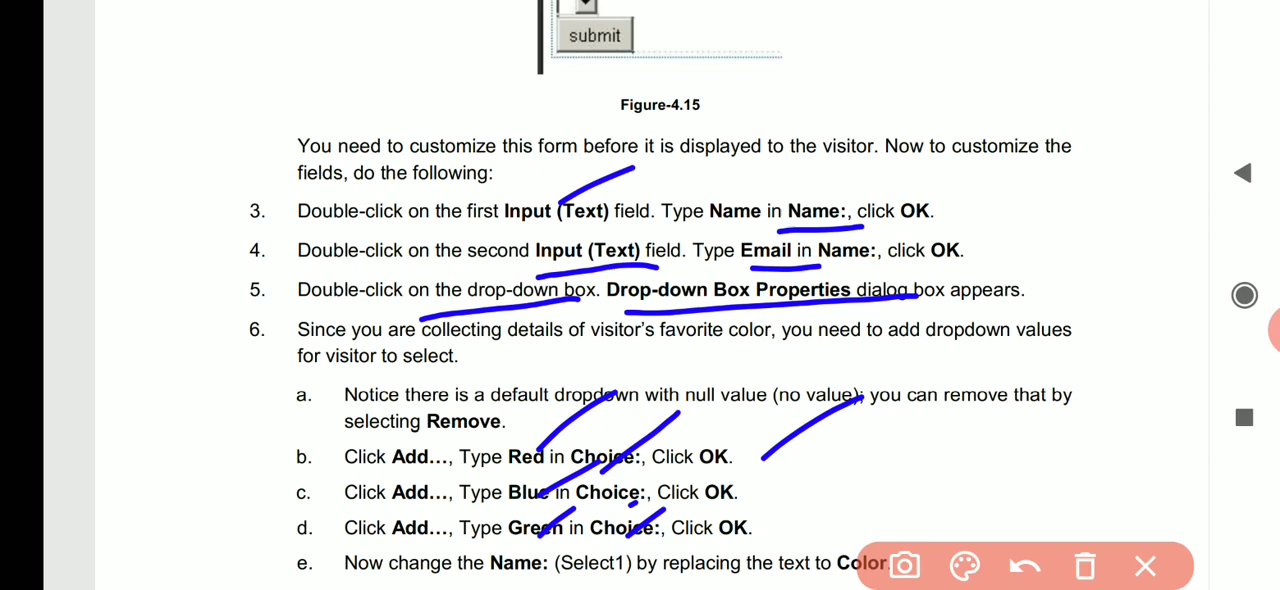 submit
Figure-4.15
You need to customize this form before it is displayed to the visitor. Now to customize the
fields, do the following:
3. Double-click on the first Input (Text) field. Type Name in Name:, click OK.
4. Double-click on the second Input (Text) field. Type Email in Name:, click OK.
5. Double-click on the drop-down box. Drop-down Box Properties dialog box appears.
6. Since you are collecting details of visitor's favorite color, you need to add dropdown values
for visitor to select.
a. Notice there is a default dropdown with null value (no value); you can remove that by
selecting Remove.
b. Click Add..., Type Red in Choice:, Click OK.
c. Click Add..., Type Blue in Choice:, Click OK.
d. Click Add..., Type Green in Choice:, Click OK.
e. Now change the Name: (Select1) by replacing the text to Color